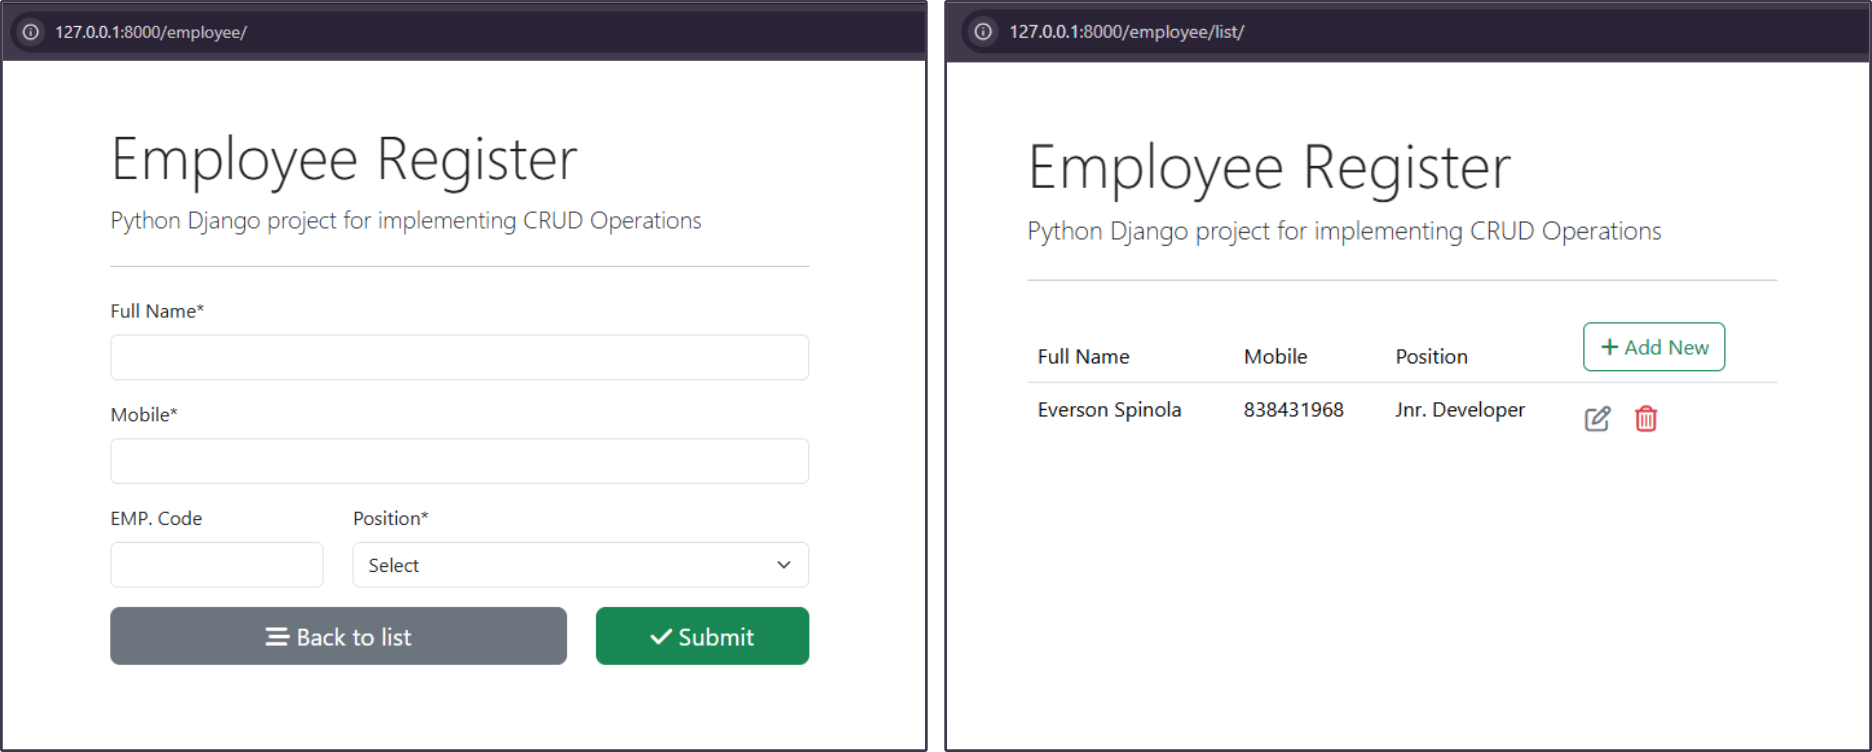 127.0.0.1:8000/employee/
Employee Register
Python Django project for implementing CRUD Operations
Full Name*
Mobile*
EMP. Code Position*
Select
Back to list Submit
127.0.0.1:8000/employee/list/
Employee Register
Python Django project for implementing CRUD Operations
Full Name Mobile Position + Add New
Everson Spinola 838431968 Jnr. Developer